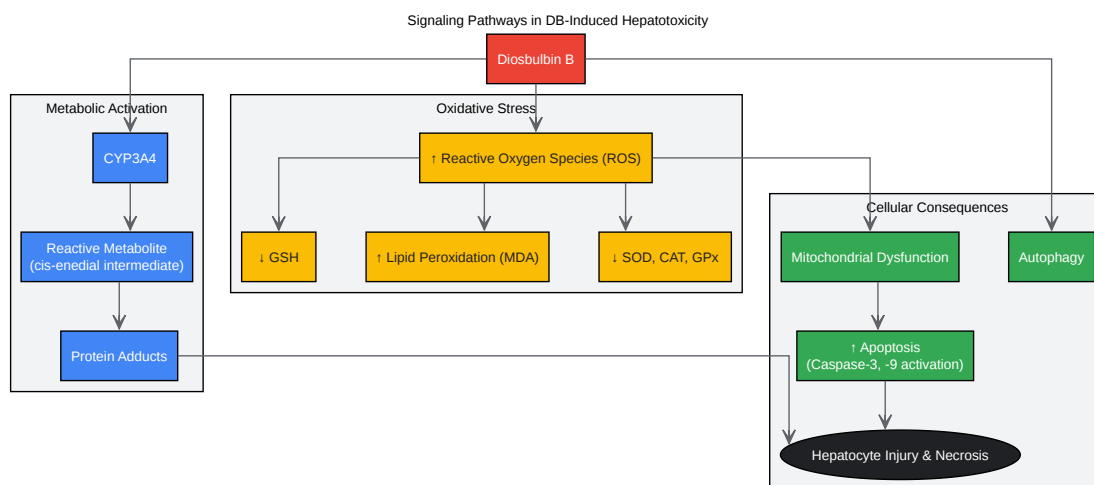 Signaling Pathways in DB-Induced Hepatotoxicity
Diosbulbin B
Metabolic Activation
CYP3A4
Reactive Metabolite
(cis-enedial intermediate)
Protein Adducts
Oxidative Stress
↑ Reactive Oxygen Species (ROS)
↓ GSH
↑ Lipid Peroxidation (MDA)
↓ SOD, CAT, GPx
Cellular Consequences
Mitochondrial Dysfunction
Autophagy
↑ Apoptosis
(Caspase-3, -9 activation)
Hepatocyte Injury & Necrosis